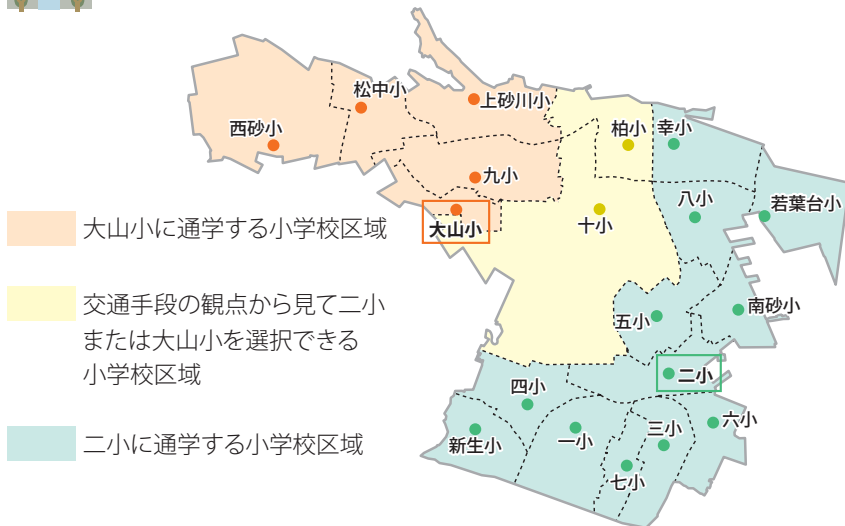 松中小
上砂川小
西砂小
柏小
幸小
九小
八小
若葉台小
大山小
十小
大山小に通学する小学校区域
交通手段の観点から見て二小
または大山小を選択できる
小学校区域
五小
南砂小
二小
四小
六小
二小に通学する小学校区域
新生小
一小
三小
七小